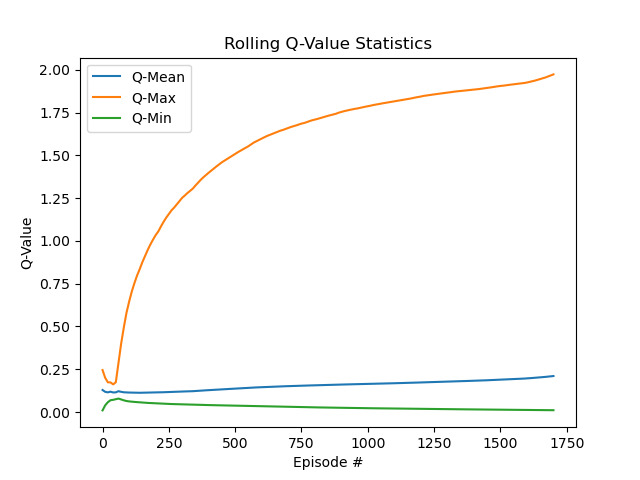 Rolling Q-Value Statistics
Q-Mean
Q-Max
Q-Min
2.00
1.75
1.50
1.25
1.00
0.75
0.50
0.25
0.00
Q-Value
0 250 500 750 1000 1250 1500 1750
Episode #